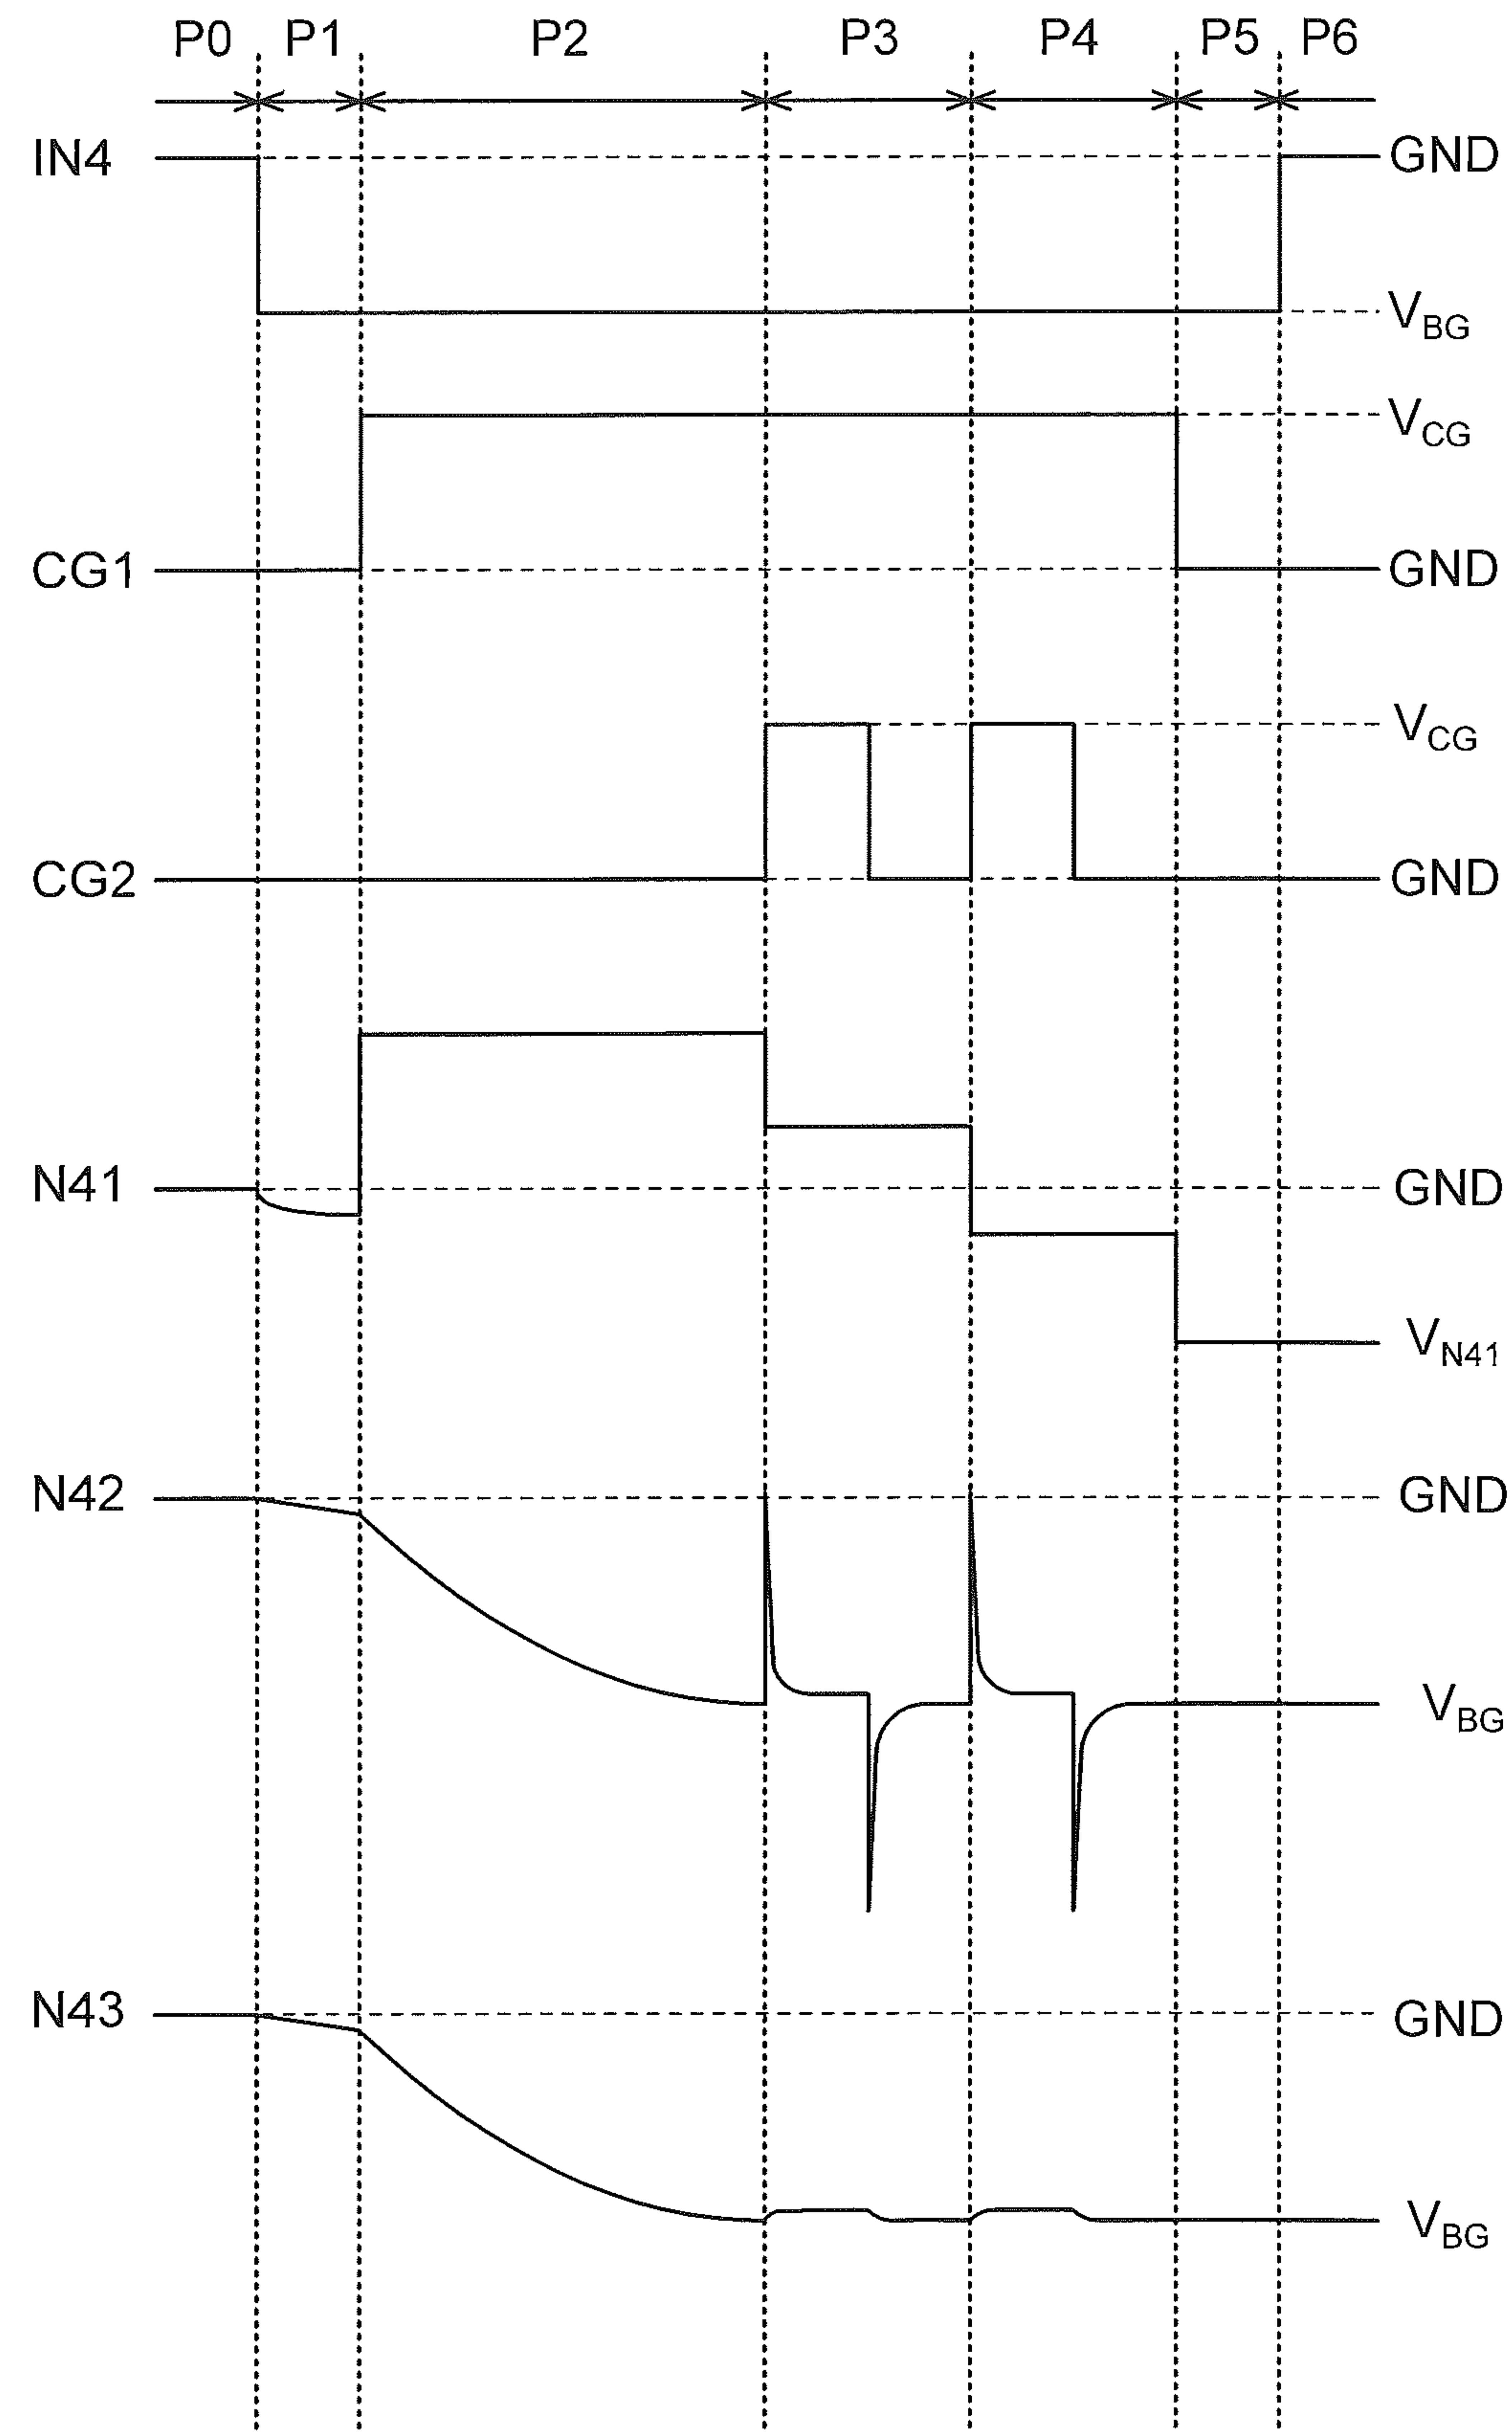 P0 P1 P2 P3 P4 P5 P6
IN4 GND
VBG
VCG
CG1 GND
VCG
CG2 GND
N41 GND
VN41
N42 GND
VBG
N43 GND
VBG